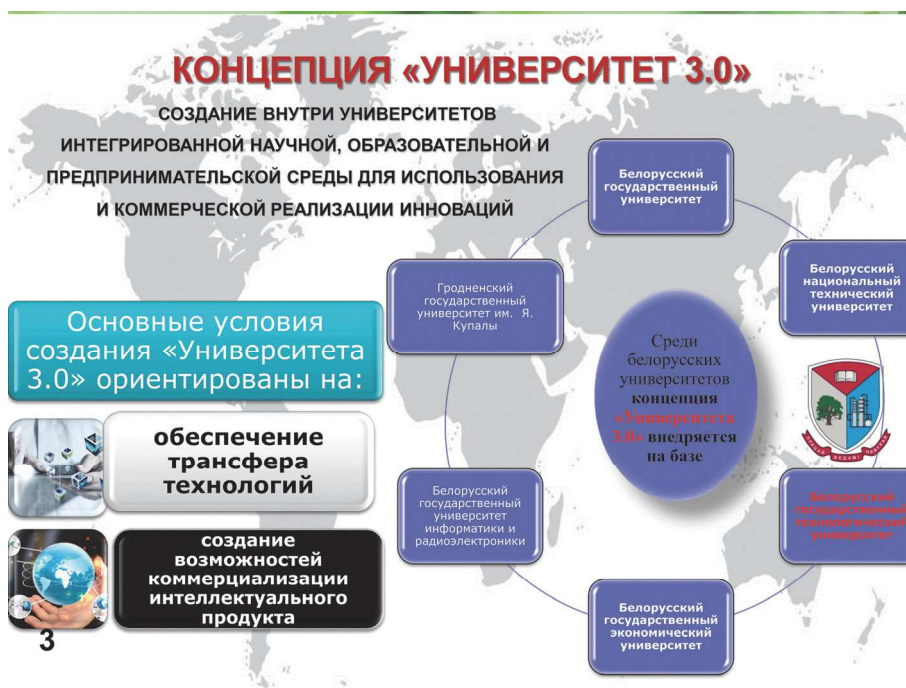 КОНЦЕПЦИЯ «УНИВЕРСИТЕТ 3.0»
СОЗДАНИЕ ВНУТРИ УНИВЕРСИТЕТОВ
ИНТЕГРИРОВАННОЙ НАУЧНОЙ, ОБРАЗОВАТЕЛЬНОЙ И
ПРЕДПРИНИМАТЕЛЬСКОЙ СРЕДЫ ДЛЯ ИСПОЛЬЗОВАНИЯ
И КОММЕРЧЕСКОЙ РЕАЛИЗАЦИИ ИННОВАЦИЙ
Основные условия
создания «Университета
3.0» ориентированы на:
обеспечение
трансфера
технологий
создание
возможностей
коммерциализации
интеллектуального
продукта
3
Белорусский
государственный
университет
Белорусский
национальный
технический
университет
Белорусский
государственный
технологический
университет
Белорусский
государственный
экономический
университет
Белорусский
государственный
университет
информатики и
радиоэлектроники
Гродненский
государственный
университет им. Я.
Купалы
Среди
белорусских
университетов
концепция
«Университета
3.0» внедряется
на базе